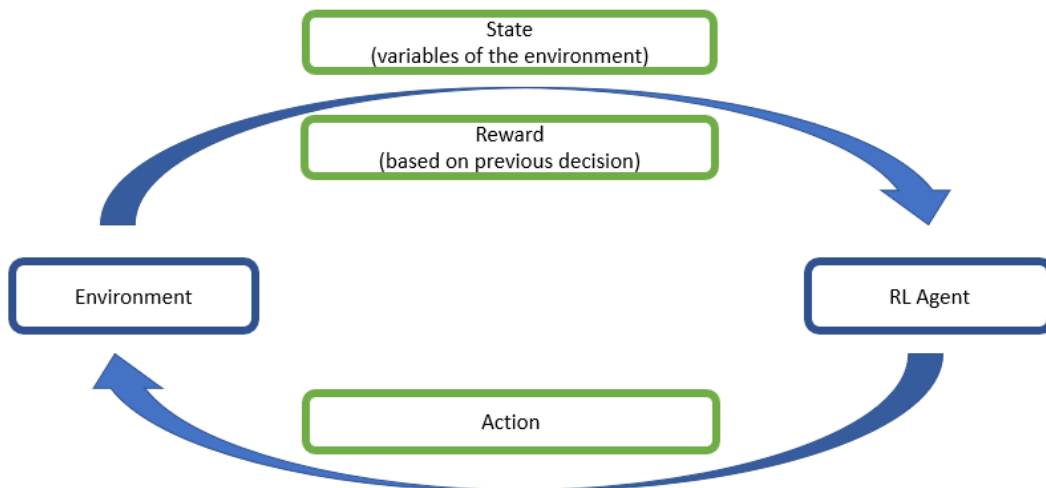 State
(variables of the environment)
Reward
(based on previous decision)
Environment
RL Agent
Action